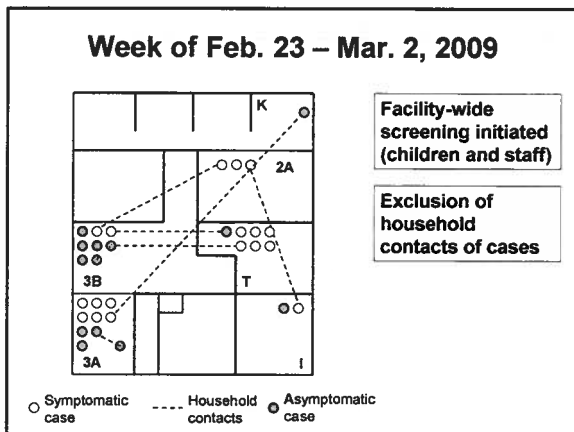 Week of Feb. 23 – Mar. 2, 2009
K
2A
3B
T
3A
I
Facility-wide
screening initiated
(children and staff)
Exclusion of
household
contacts of cases
Symptomatic
case
Household
contacts
Asymptomatic
case